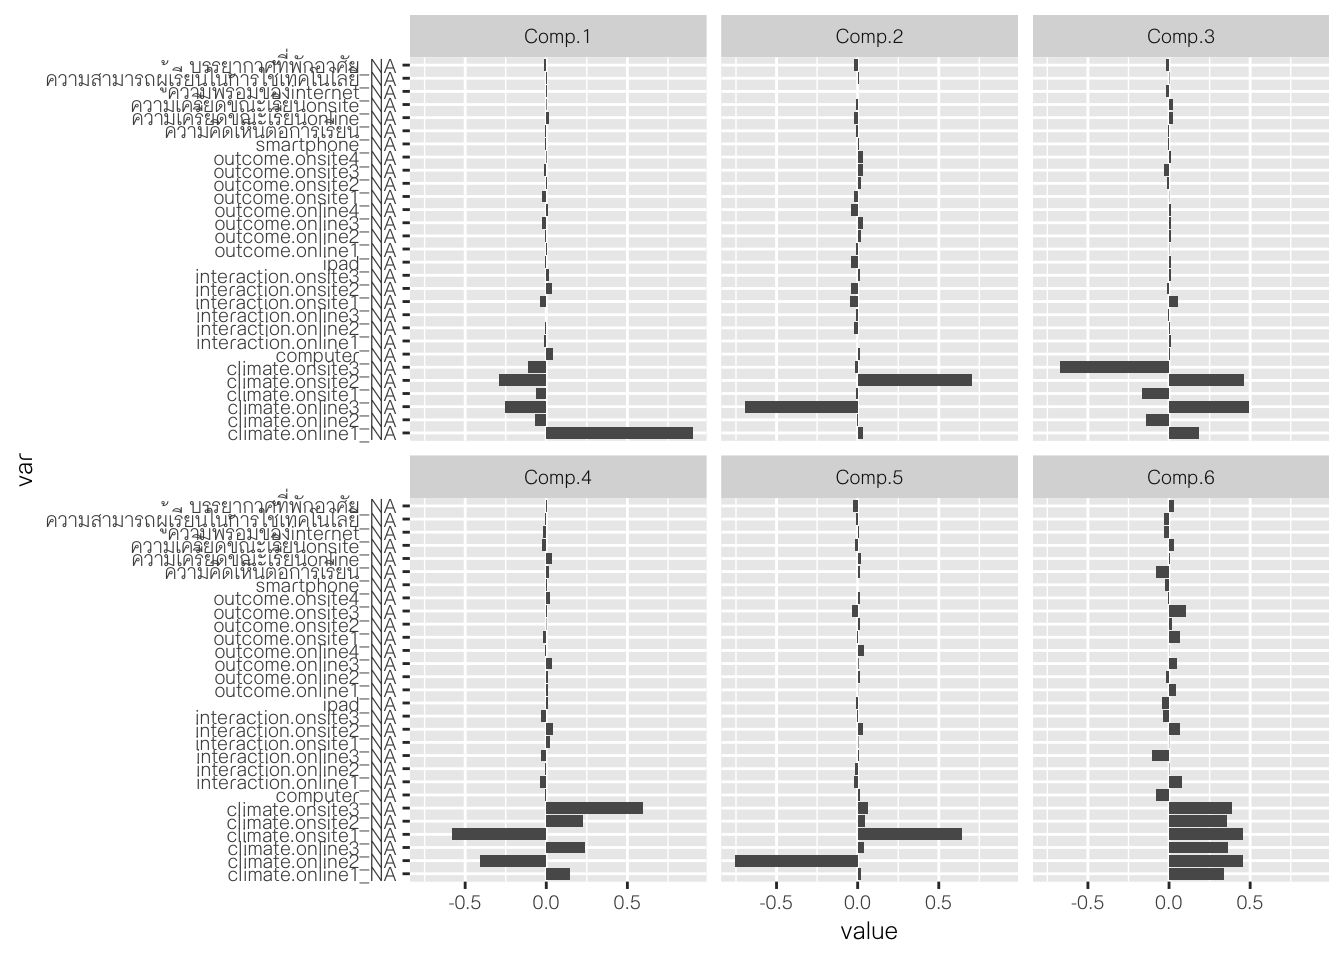 Comp.1 Comp.2 Comp.3
บรรยากาศที่พักอาศัย_NA
ความสามารถผู้เรียนในการใช้เทคโนโลยี_NA
ความพร้อมของinternet_NA
ความเครียดขณะเรียนonsite_NA
ความเครียดขณะเรียนonline_NA
ความคิดเห็นต่อการเรียน_NA
smartphone_NA
outcome.onsite4_NA
outcome.onsite3_NA
outcome.onsite2_NA
outcome.onsite1_NA
outcome.online4_NA
outcome.online3_NA
outcome.online2_NA
outcome.online1_NA
ipad_NA
interaction.onsite3_NA
interaction.onsite2_NA
interaction.onsite1_NA
interaction.online3_NA
interaction.online2_NA
interaction.online1_NA
computer_NA
climate.onsite3_NA
climate.onsite2_NA
climate.onsite1_NA
climate.online3_NA
climate.online2_NA
climate.online1_NA
var
Comp.4 Comp.5 Comp.6
บรรยากาศที่พักอาศัย_NA
ความสามารถผู้เรียนในการใช้เทคโนโลยี_NA
ความพร้อมของinternet_NA
ความเครียดขณะเรียนonsite_NA
ความเครียดขณะเรียนonline_NA
ความคิดเห็นต่อการเรียน_NA
smartphone_NA
outcome.onsite4_NA
outcome.onsite3_NA
outcome.onsite2_NA
outcome.onsite1_NA
outcome.online4_NA
outcome.online3_NA
outcome.online2_NA
outcome.online1_NA
ipad_NA
interaction.onsite3_NA
interaction.onsite2_NA
interaction.onsite1_NA
interaction.online3_NA
interaction.online2_NA
interaction.online1_NA
computer_NA
climate.onsite3_NA
climate.onsite2_NA
climate.onsite1_NA
climate.online3_NA
climate.online2_NA
climate.online1_NA
-0.5 0.0 0.5 -0.5 0.0 0.5 -0.5 0.0 0.5
value